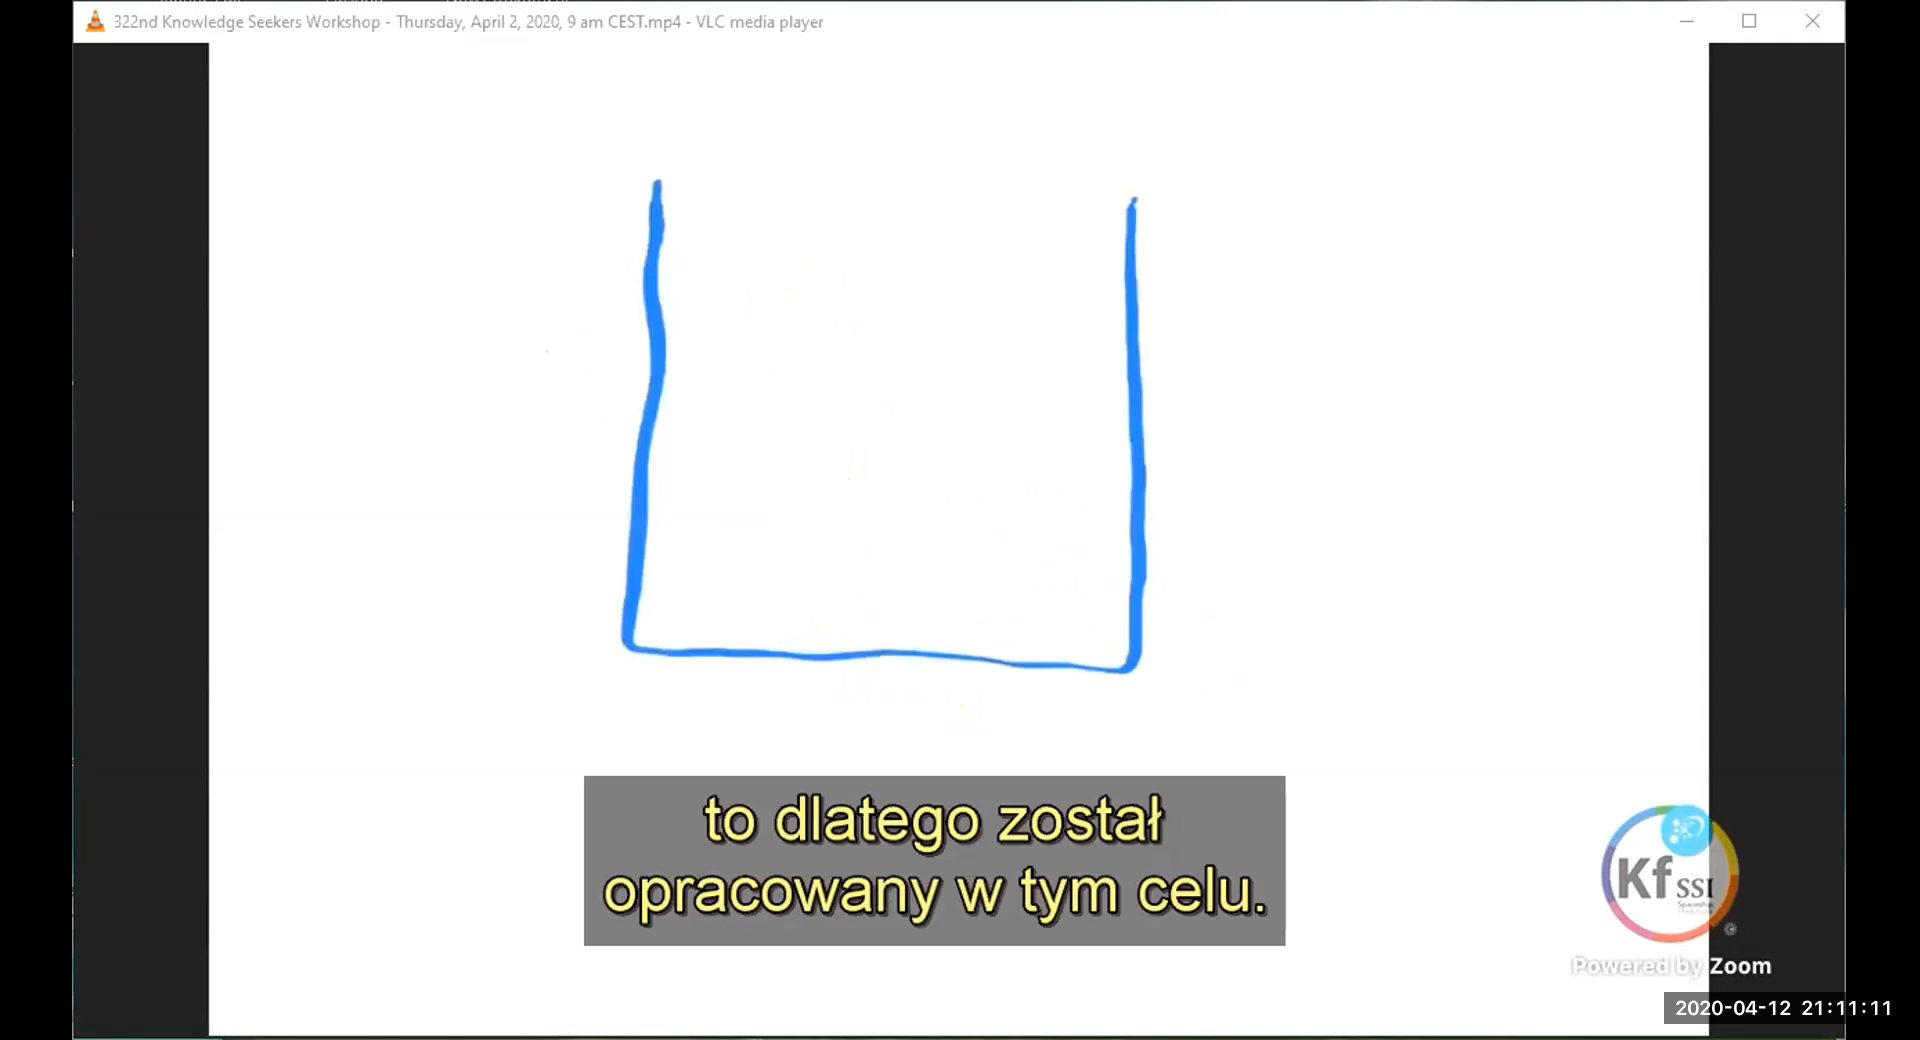 322nd Knowledge Seekers Workshop - Thursday, April 2, 2020, 9 am CEST.mp4 - VLC media player
to dlatego został
opracowany w tym celu.
Kf SSI
Powered by Zoom
2020-04-12 21:11:11